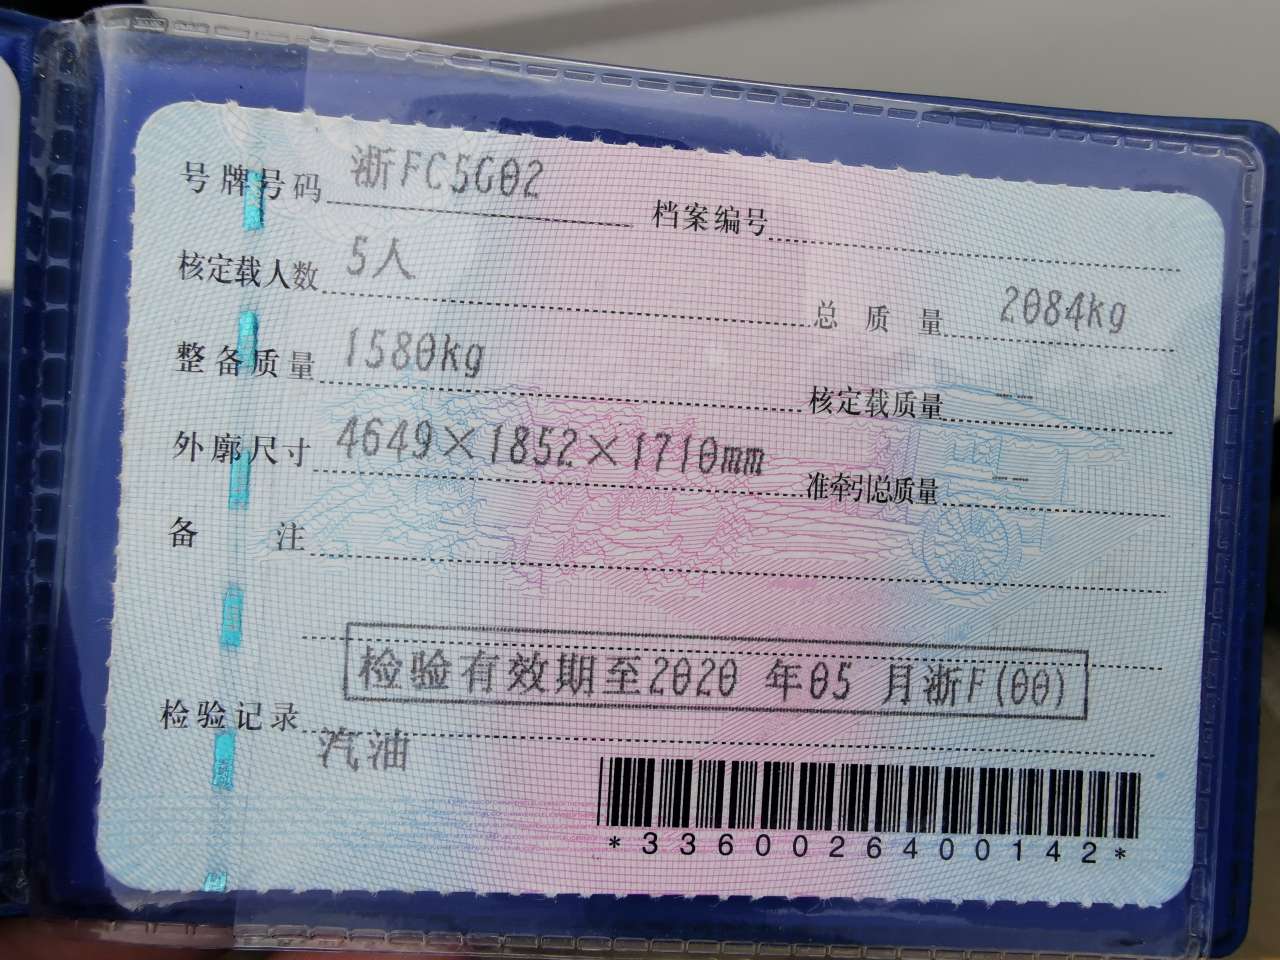 号牌号码 浙FC5G02 档案编号
核定载人数 5人 总质量 2084kg
整备质量 1580kg 核定载质量 --
外廓尺寸 4649×1852×1710mm 准牵引总质量 --
备注
检验有效期至2020 年05 月浙F(00)
检验记录
汽油
*3360026400142*